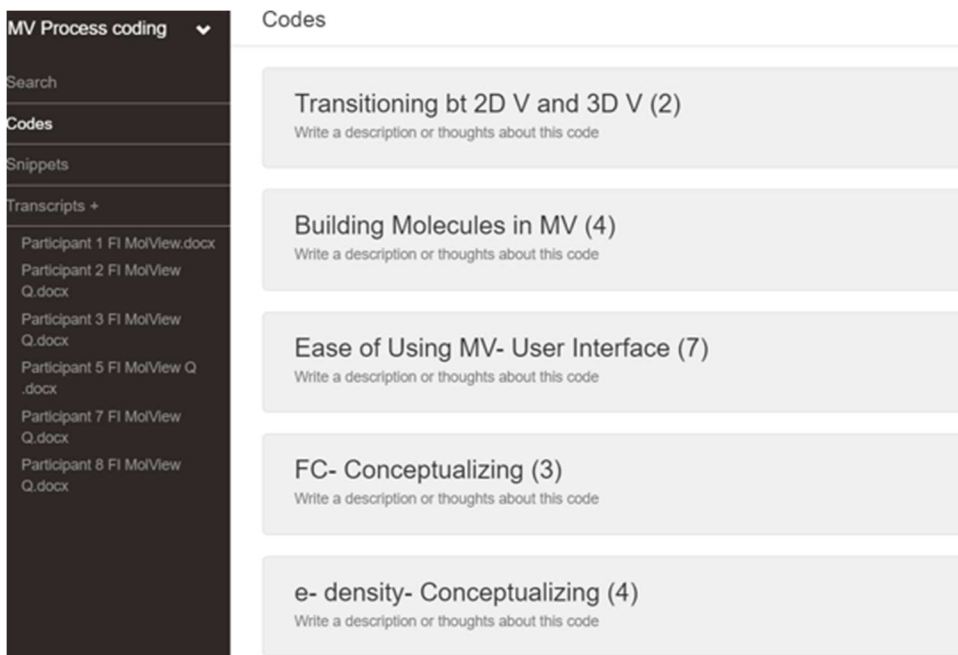 MV Process coding
Search
Codes
Snippets
Transcripts +
Participant 1 FI MolView.docx
Participant 2 FI MolView
Q.docx
Participant 3 FI MolView
Q.docx
Participant 5 FI MolView Q
.docx
Participant 7 FI MolView
Q.docx
Participant 8 FI MolView
Q.docx
Codes
Transitioning bt 2D V and 3D V (2)
Write a description or thoughts about this code
Building Molecules in MV (4)
Write a description or thoughts about this code
Ease of Using MV- User Interface (7)
Write a description or thoughts about this code
FC- Conceptualizing (3)
Write a description or thoughts about this code
e- density- Conceptualizing (4)
Write a description or thoughts about this code